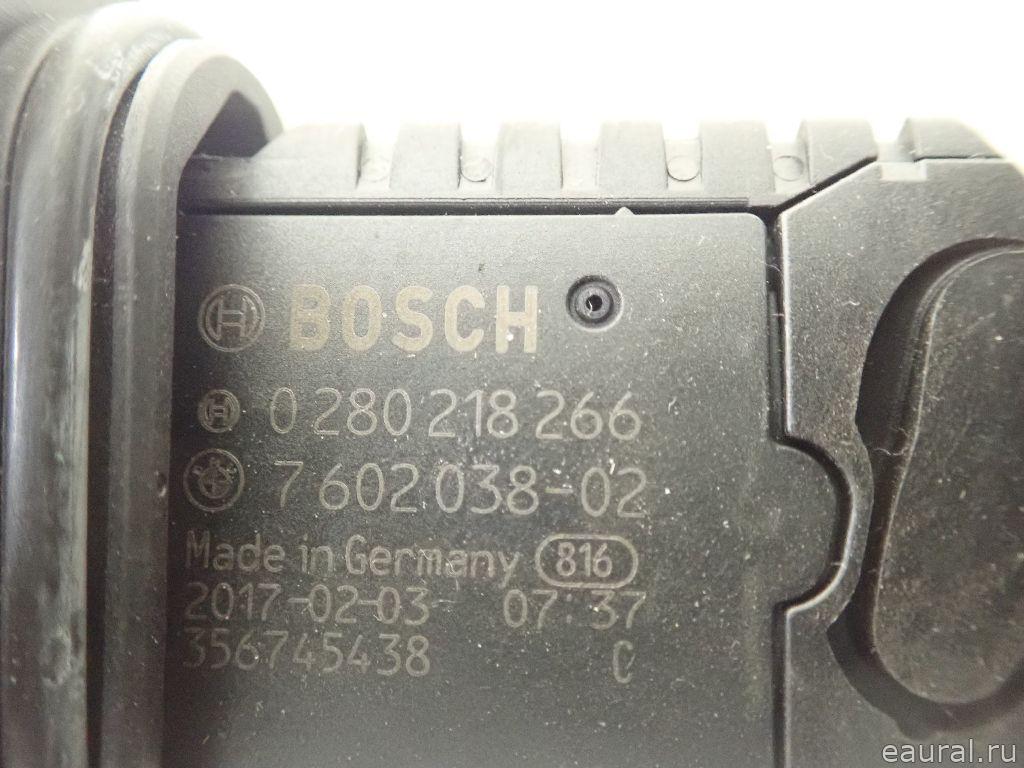 BOSCH
0 280 218 266
7 602 038-02
Made in Germany 816
2017-02-03 07:37
356745438 C
eaural.ru